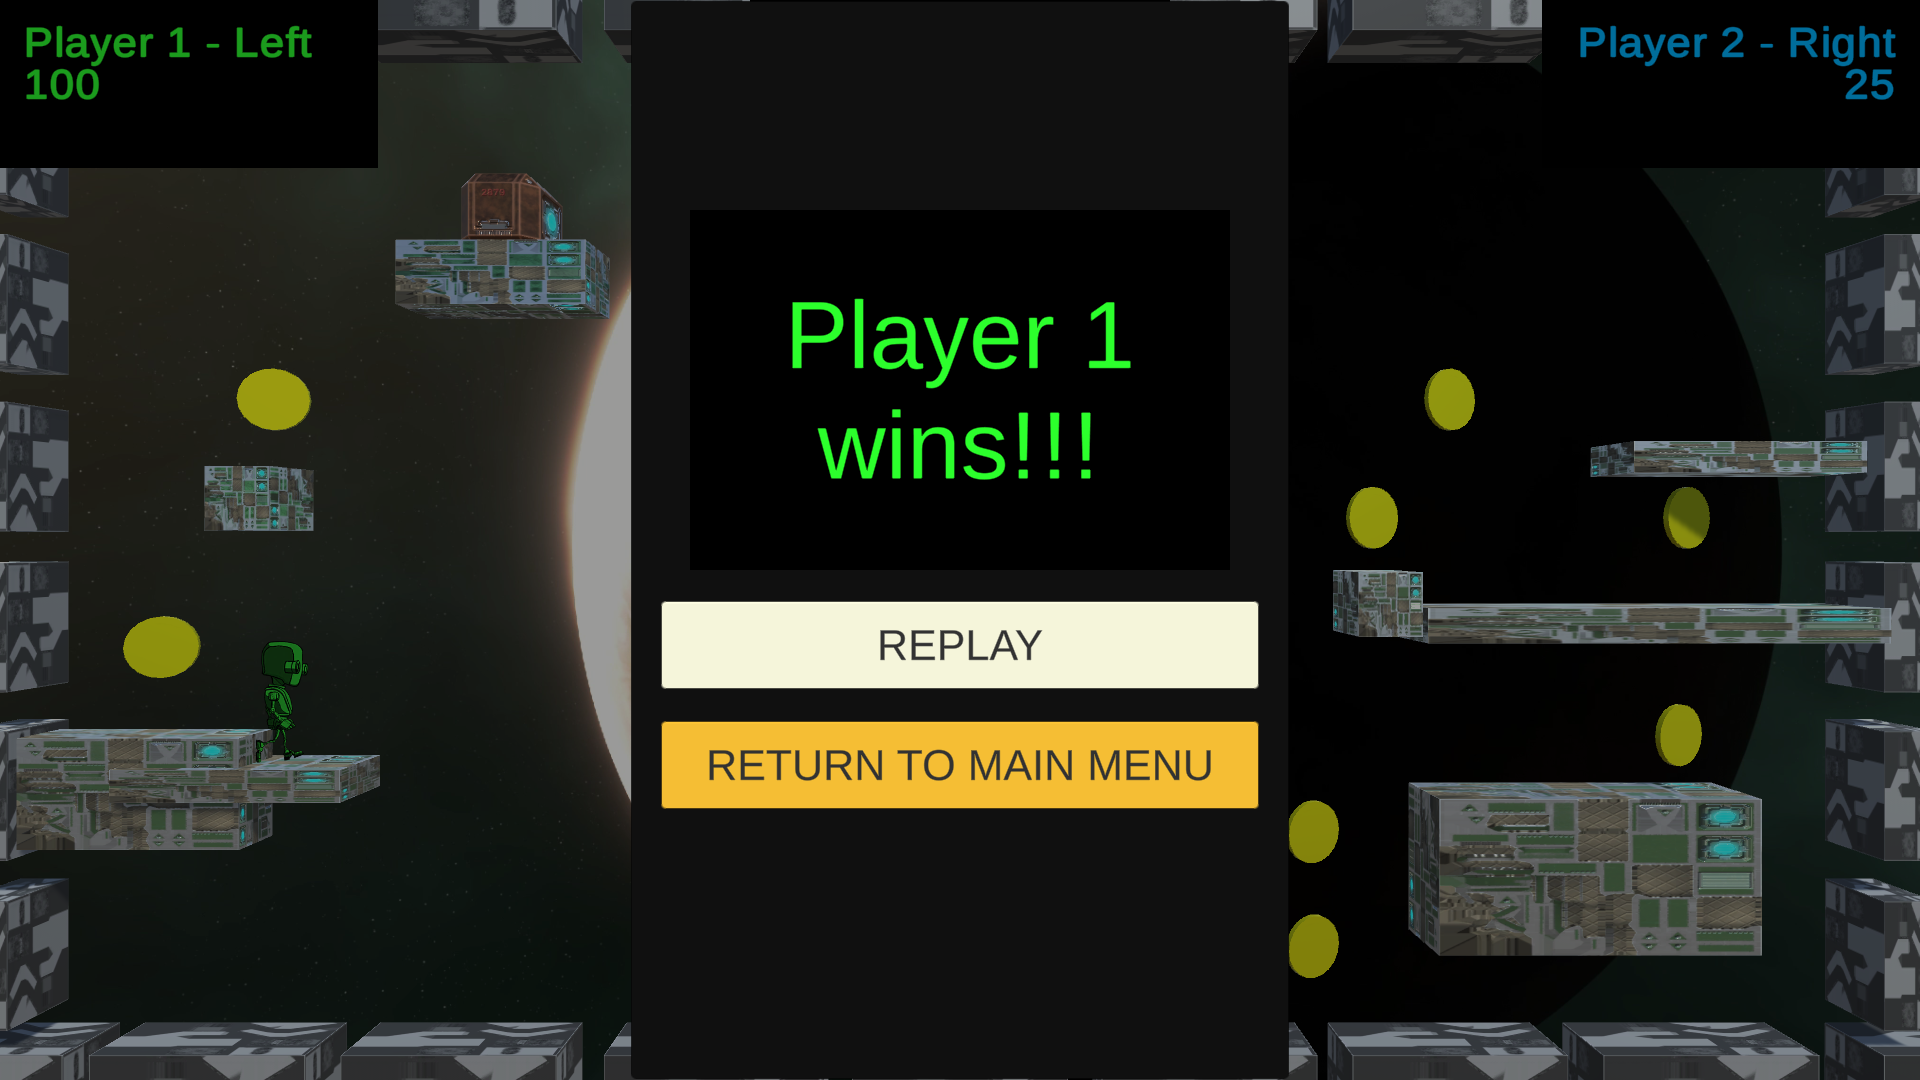 Player 1 - Left
100
Player 2 - Right
25
Player 1
wins!!!
REPLAY
RETURN TO MAIN MENU